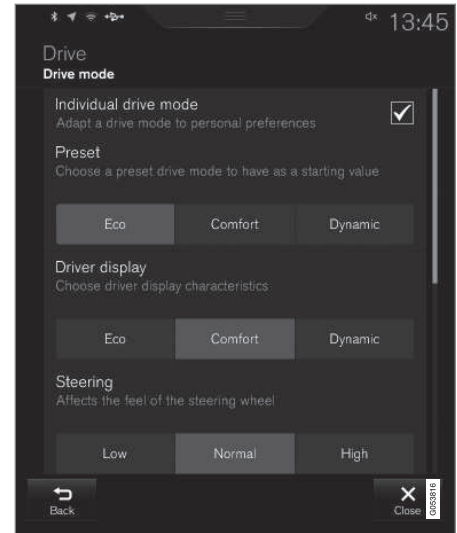 13:45
Drive
Drive mode
Individual drive mode
Adapt a drive mode to personal preferences
Preset
Choose a preset drive mode to have as a starting value
Eco Comfort Dynamic
Driver display
Choose driver display characteristics
Eco Comfort Dynamic
Steering
Affects the feel of the steering wheel
Low Normal High
Back Close
G053816